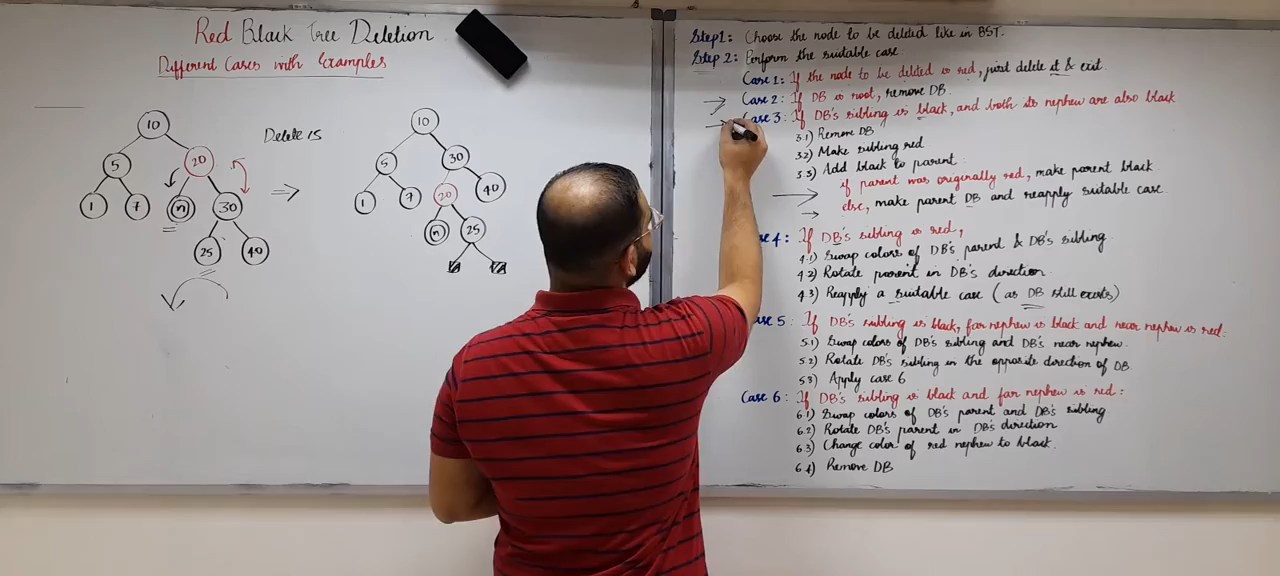 Red Black Tree Deletion
Different Cases with Examples
Delete 15
10
5
20
1
7
n
30
25
40
10
5
30
1
7
20
40
n
25
Step 1: Choose the node to be deleted like in BST.
Step 2: Perform the suitable case.
Case 1: If the node to be deleted is red, just delete it & exit.
Case 2: If DB is root, remove DB.
Case 3: If DB's sibling is black, and both its nephew are also black
3.1) Remove DB
3.2) Make sibling red
3.3) Add black to parent.
if parent was originally red, make parent black
else, make parent DB and reapply suitable case.
4: If DB's sibling is red,
4.1) Swap colors of DB's parent & DB's sibling
4.2) Rotate parent in DB's direction
4.3) Reapply a suitable case (as DB still exists)
5: If DB's sibling is black, far nephew is black and near nephew is red.
5.1) Swap colors of DB's sibling and DB's near nephew.
5.2) Rotate DB's sibling in the opposite direction of DB.
5.3) Apply case 6
Case 6: If DB's sibling is black and far nephew is red:
6.1) Swap colors of DB's parent and DB's sibling
6.2) Rotate DB's parent in DB's direction
6.3) Change color of red nephew to black.
6.4) Remove DB